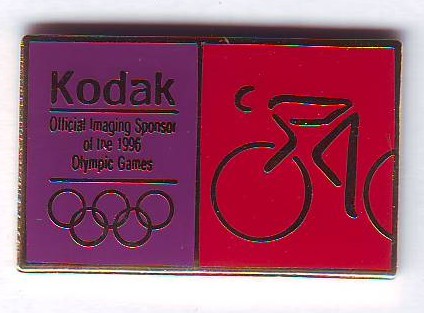 Kodak
Official Imaging Sponsor
of the 1996
Olympic Games